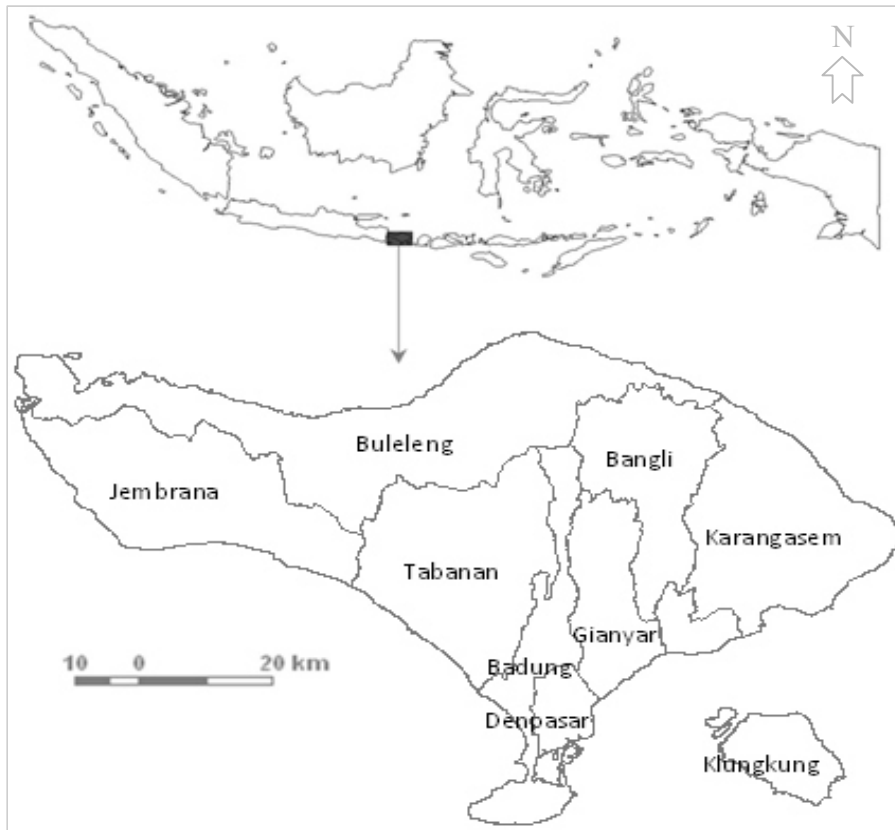 N
Buleleng
Bangli
Jembrana
Karangasem
Tabanan
Gianyar
10 0 20 km
Badung
Denpasar
Klungkung